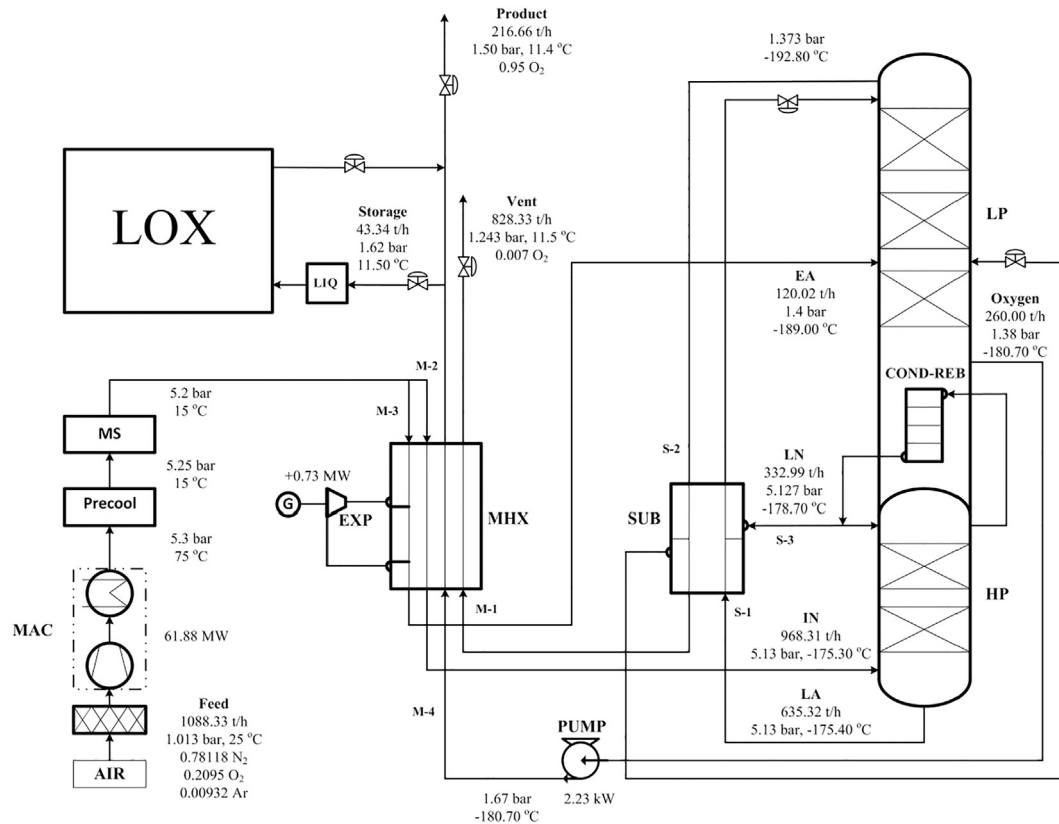 Product
216.66 t/h
1.50 bar, 11.4 °C
0.95 O₂
1.373 bar
-192.80 °C
LOX
Storage
43.34 t/h
1.62 bar
11.50 °C
LIQ
Vent
828.33 t/h
1.243 bar, 11.5 °C
0.007 O₂
LP
EA
120.02 t/h
1.4 bar
-189.00 °C
Oxygen
260.00 t/h
1.38 bar
-180.70 °C
COND-REB
M-2
M-3
5.2 bar
15 °C
MS
5.25 bar
15 °C
Precool
5.3 bar
75 °C
+0.73 MW
G
EXP
MHX
S-2
SUB
LN
332.99 t/h
5.127 bar
-178.70 °C
S-3
S-1
M-1
HP
MAC
61.88 MW
IN
968.31 t/h
5.13 bar, -175.30 °C
LA
635.32 t/h
5.13 bar, -175.40 °C
M-4
Feed
1088.33 t/h
1.013 bar, 25 °C
0.78118 N₂
0.2095 O₂
0.00932 Ar
AIR
PUMP
1.67 bar
-180.70 °C
2.23 kW